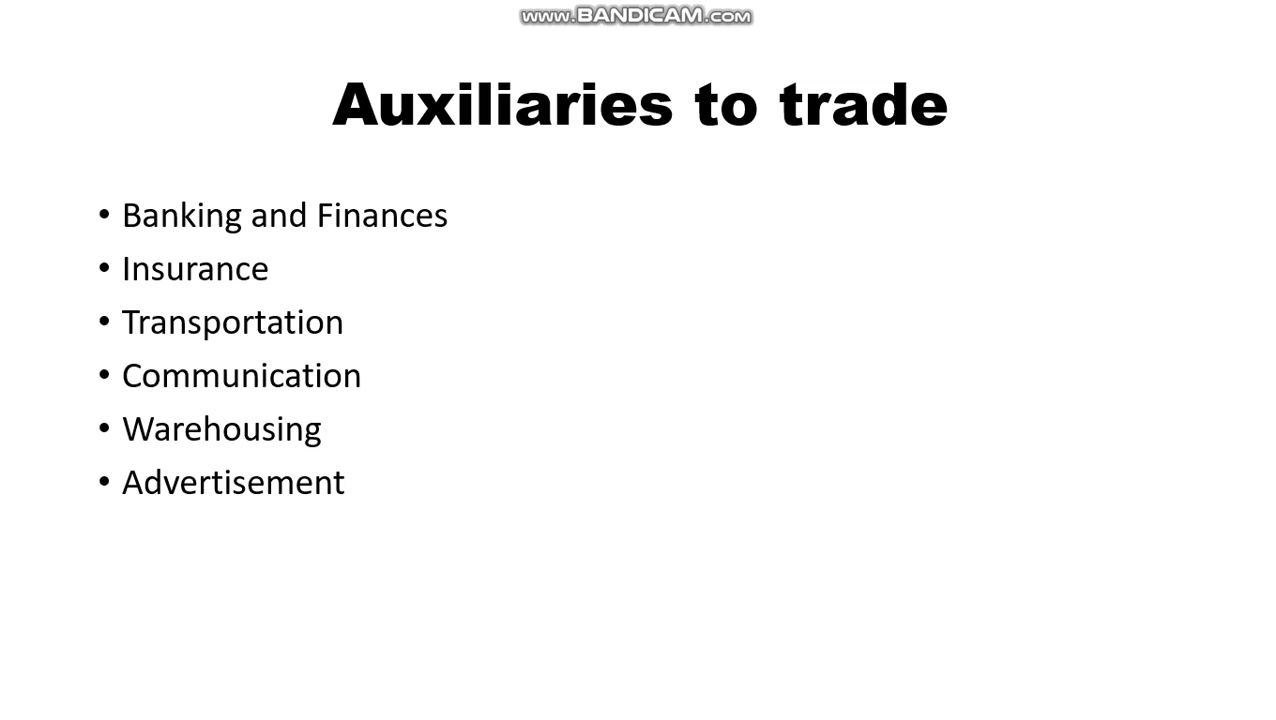 www.BANDICAM.com
Auxiliaries to trade
• Banking and Finances
• Insurance
• Transportation
• Communication
• Warehousing
• Advertisement